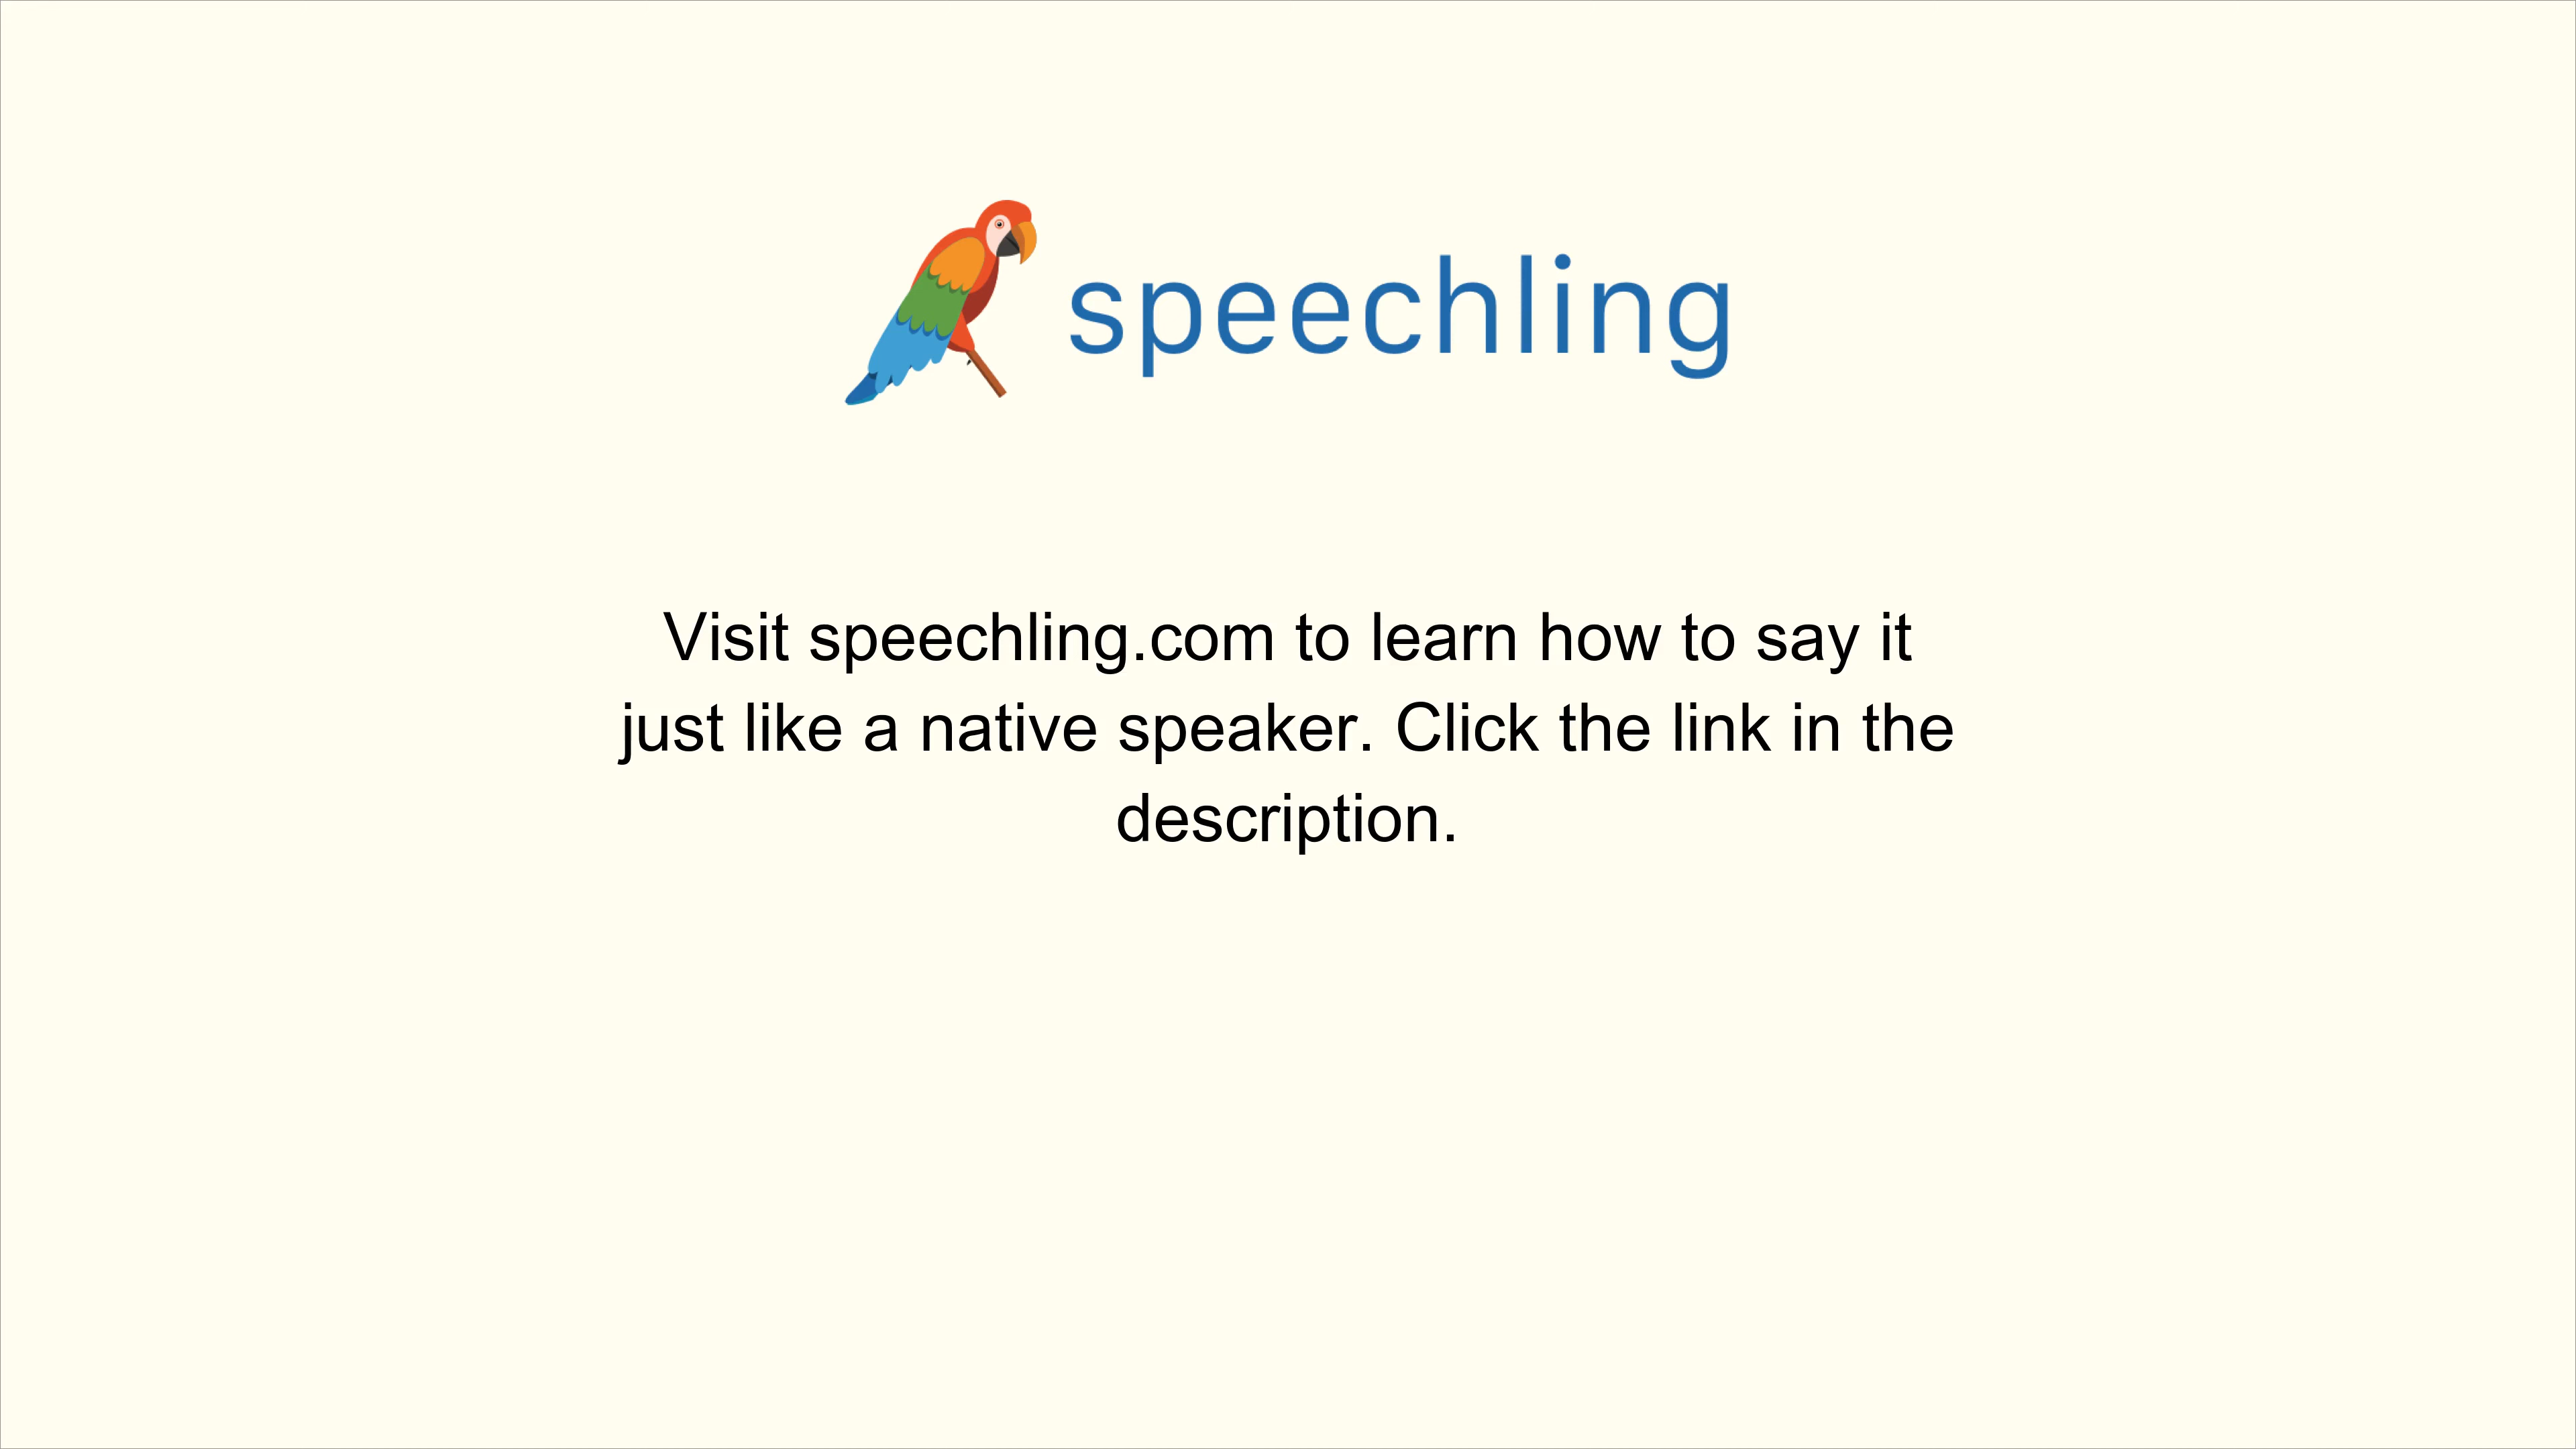 speechling
Visit speechling.com to learn how to say it
just like a native speaker. Click the link in the
description.